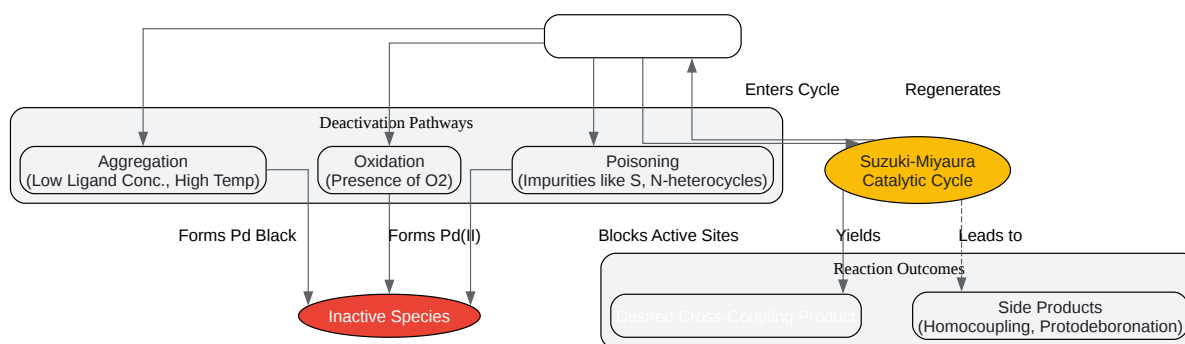 Enters Cycle
Regenerates
Deactivation Pathways
Aggregation
(Low Ligand Conc., High Temp)
Oxidation
(Presence of O2)
Poisoning
(Impurities like S, N-heterocycles)
Suzuki-Miyaura
Catalytic Cycle
Forms Pd Black
Forms Pd(II)
Blocks Active Sites
Yields
Leads to
Reaction Outcomes
Inactive Species
Desired Cross-Coupling Product
Side Products
(Homocoupling, Protodeboronation)